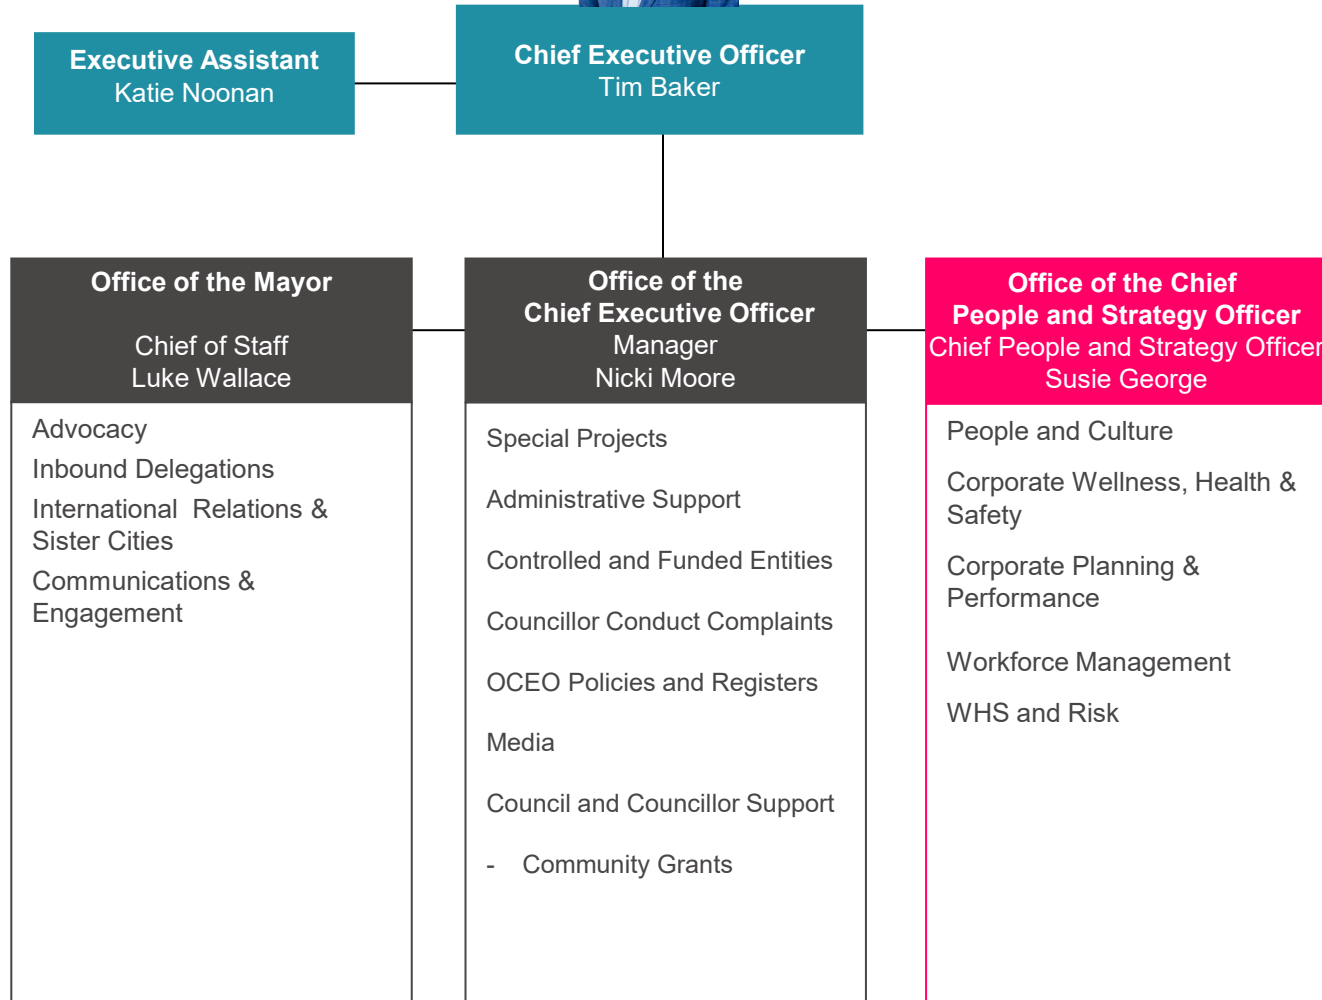 Executive Assistant
Katie Noonan
Chief Executive Officer
Tim Baker
Office of the Mayor
Chief of Staff
Luke Wallace
Advocacy
Inbound Delegations
International Relations &
Sister Cities
Communications &
Engagement
Office of the
Chief Executive Officer
Manager
Nicki Moore
Special Projects
Administrative Support
Controlled and Funded Entities
Councillor Conduct Complaints
OCEO Policies and Registers
Media
Council and Councillor Support
- Community Grants
Office of the Chief
People and Strategy Officer
Chief People and Strategy Officer
Susie George
People and Culture
Corporate Wellness, Health &
Safety
Corporate Planning &
Performance
Workforce Management
WHS and Risk